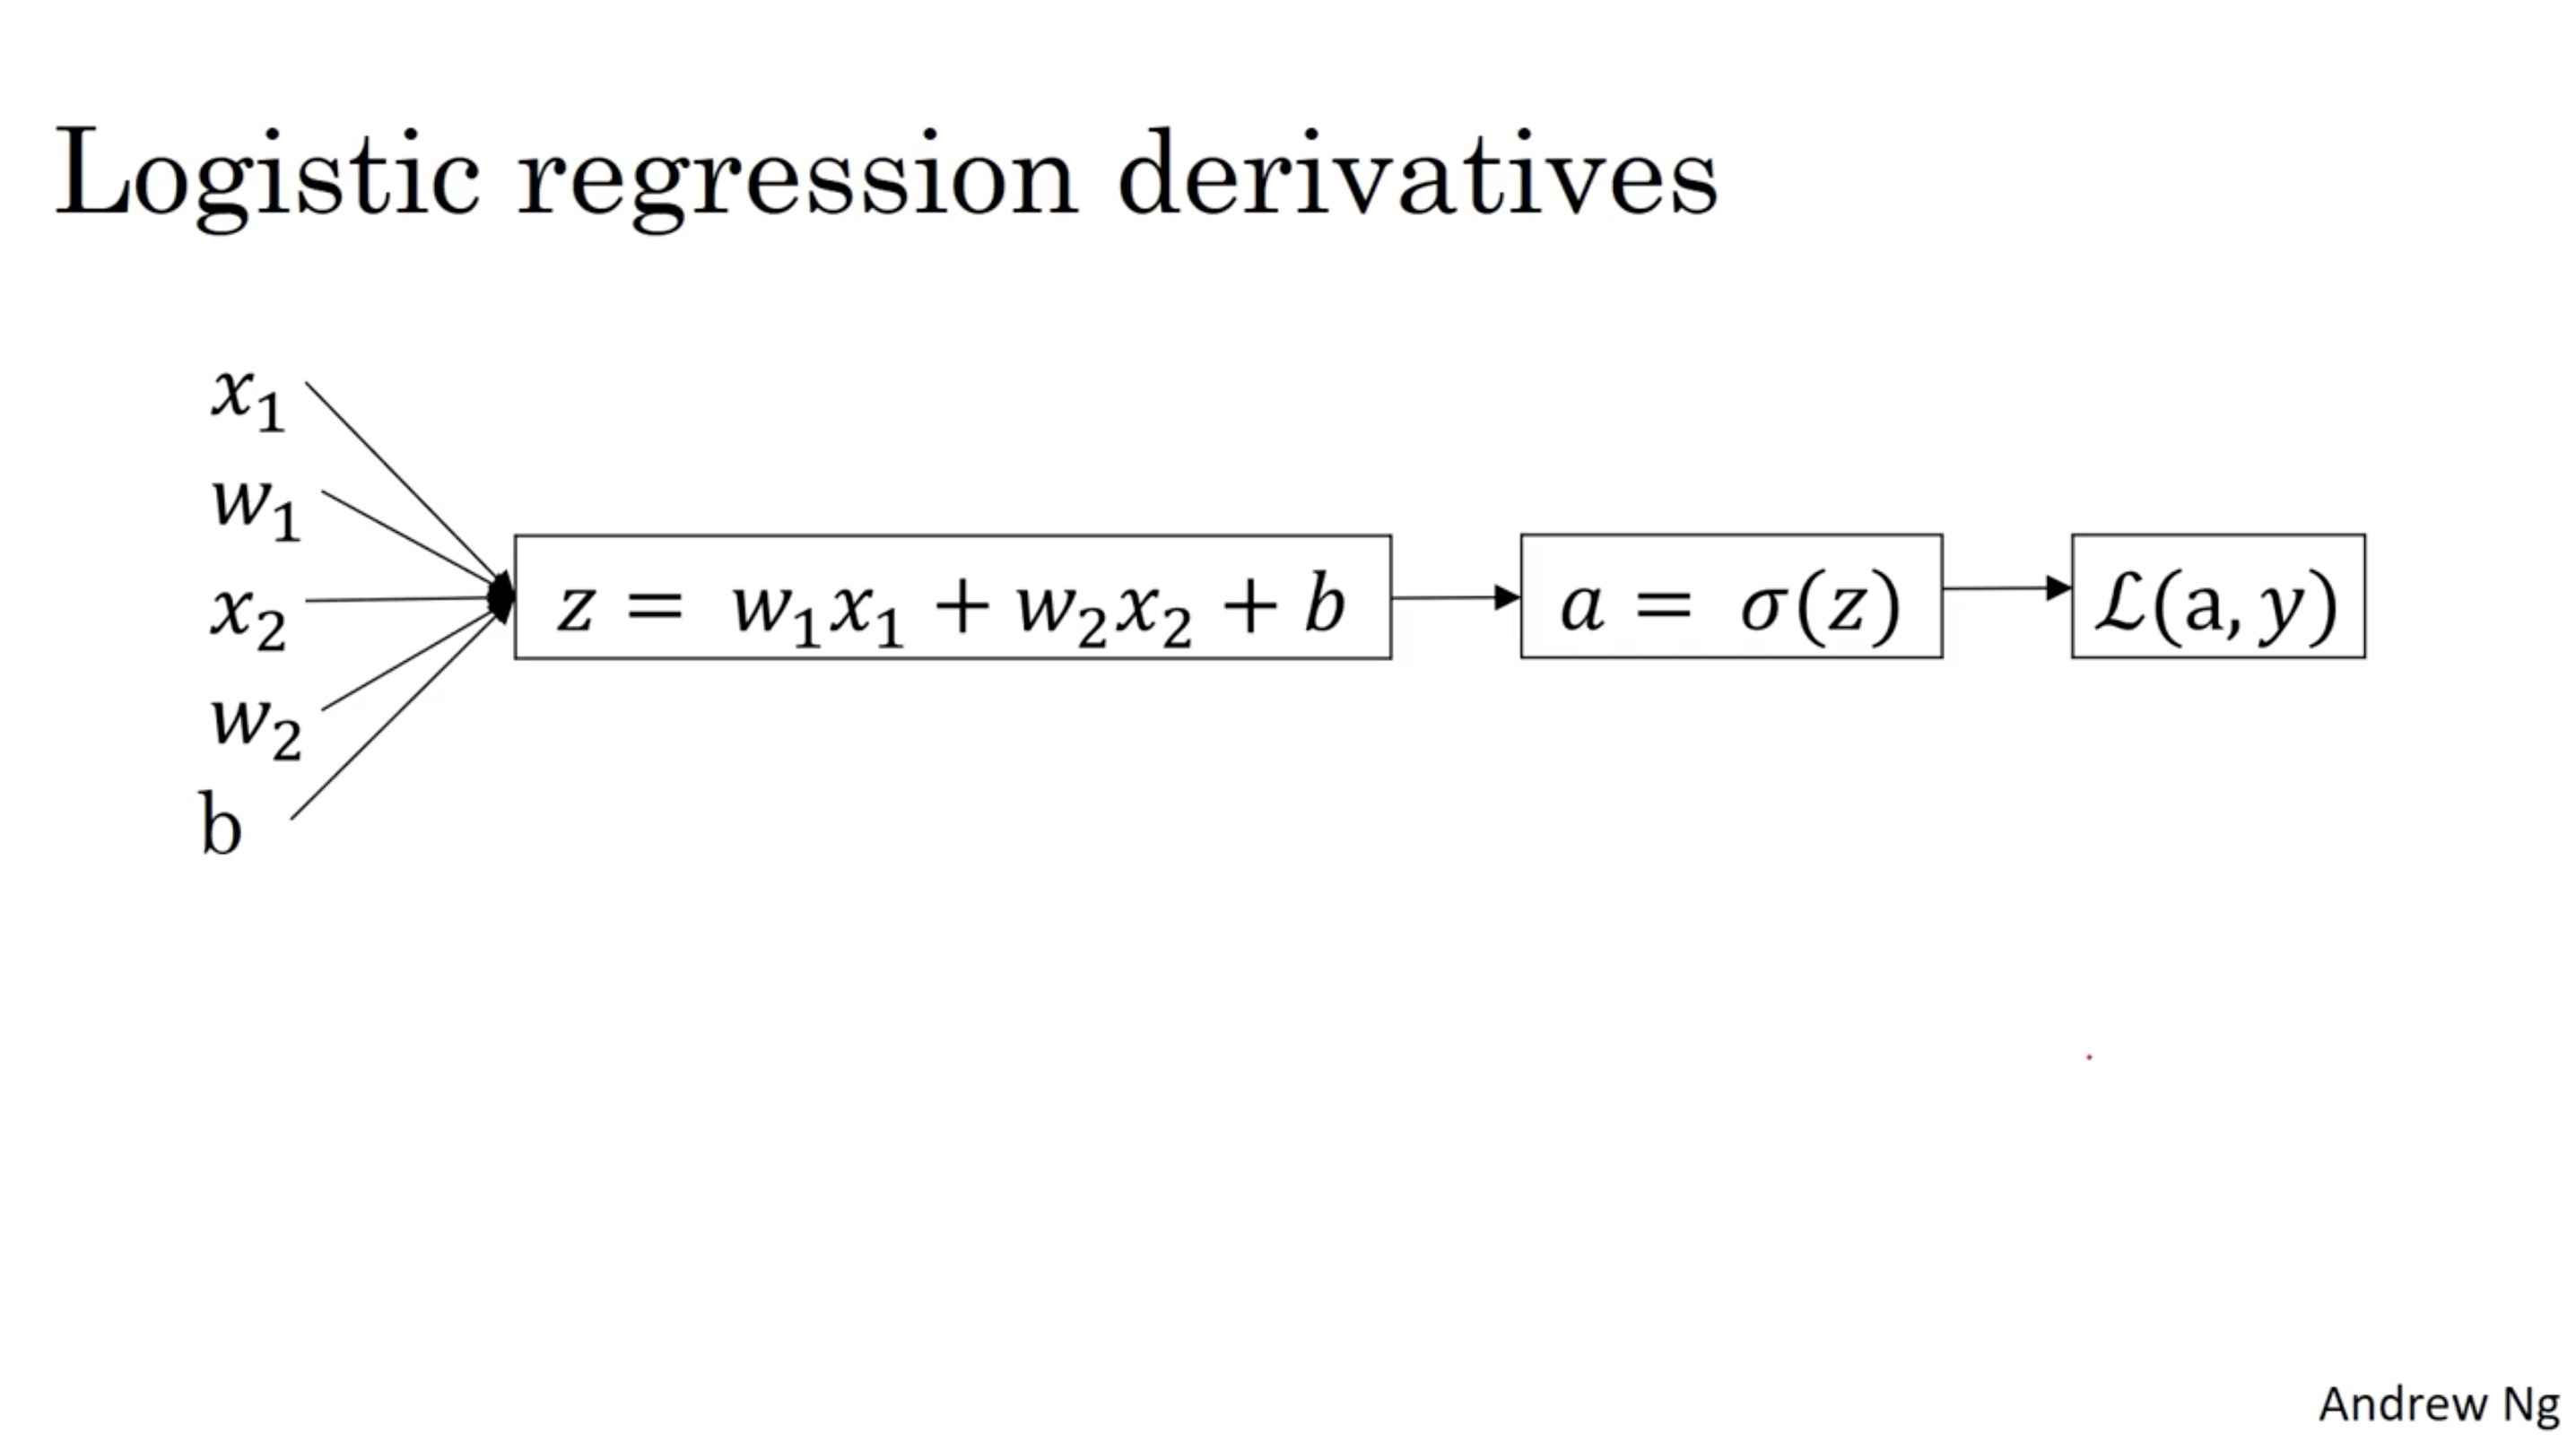 Logistic regression derivatives
x₁
w₁
x₂
w₂
b
z = w₁x₁ + w₂x₂ + b
a = σ(z)
ℒ(a, y)
Andrew Ng